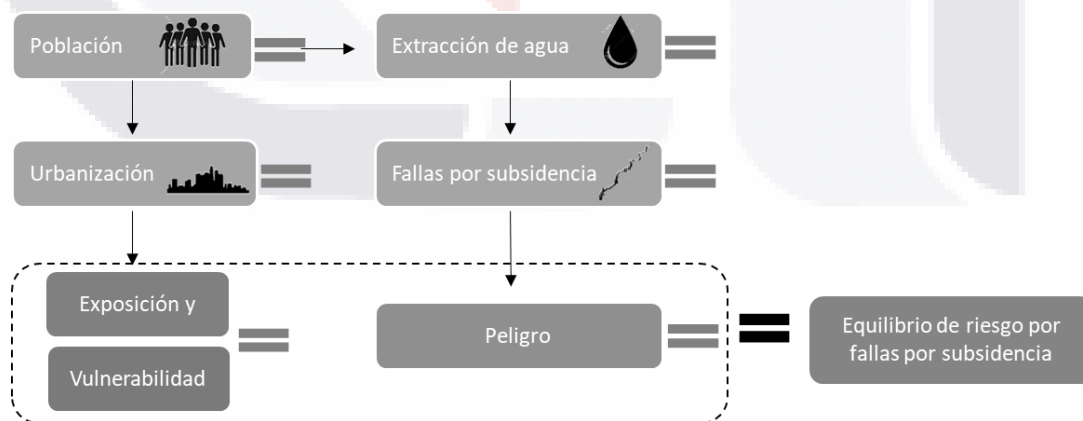 Población
Extracción de agua
Urbanización
Fallas por subsidencia
Exposición y
Vulnerabilidad
Peligro
Equilibrio de riesgo por
fallas por subsidencia